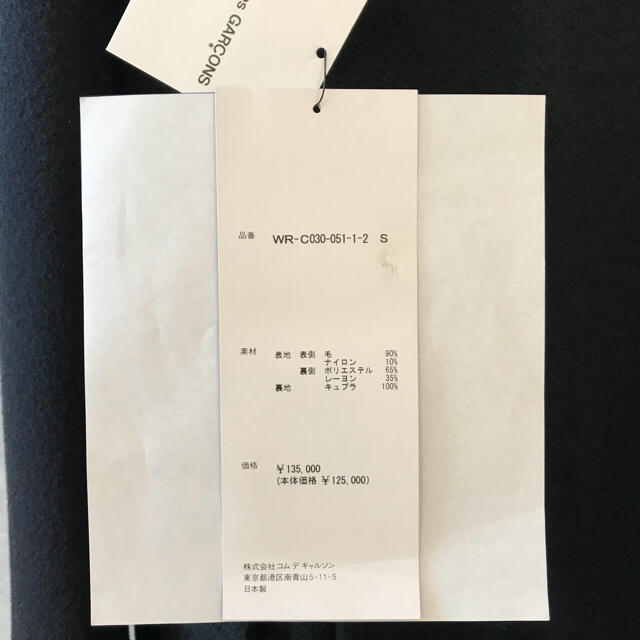 GARÇONS
品番 WR-C030-051-1-2 S
素材 表地 表側 毛 90%
ナイロン 10%
裏側 ポリエステル 65%
レーヨン 35%
裏地 キュプラ 100%
価格 ¥135,000
(本体価格 ¥125,000)
株式会社コム デ ギャルソン
東京都港区南青山5-11-5
日本製